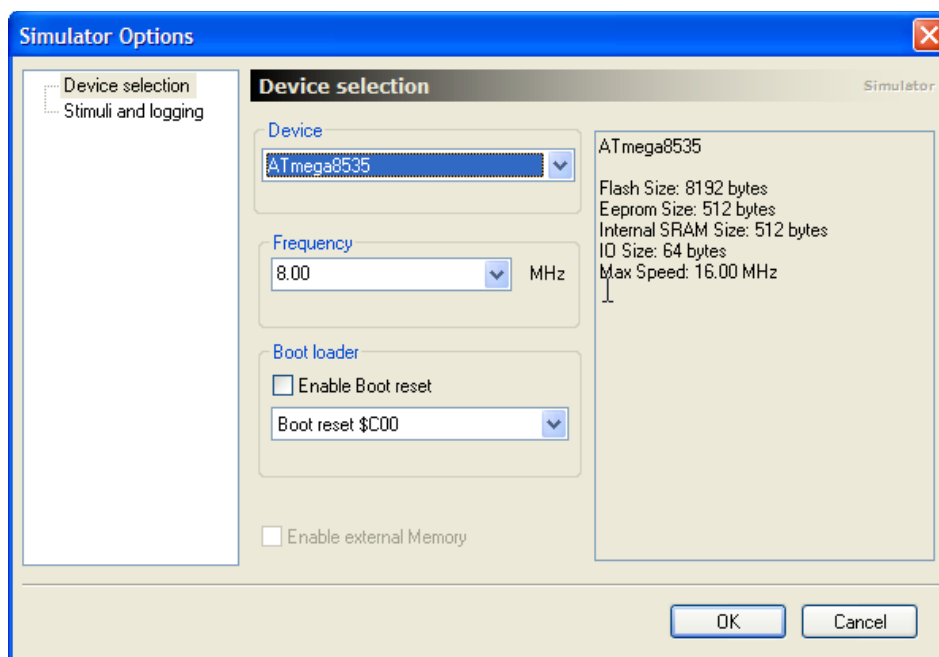 Simulator Options
Device selection
Stimuli and logging
Device selection
Simulator
Device
ATmega8535
Frequency
8.00
MHz
Boot loader
Enable Boot reset
Boot reset $C00
Enable external Memory
ATmega8535
Flash Size: 8192 bytes
Eeprom Size: 512 bytes
Internal SRAM Size: 512 bytes
IO Size: 64 bytes
Max Speed: 16.00 MHz
OK
Cancel